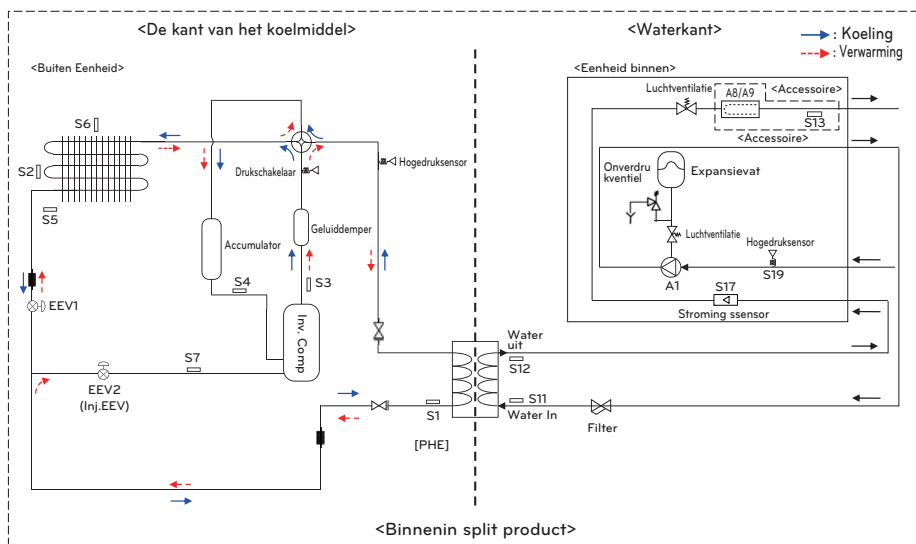 <De kant van het koelmiddel>
<Waterkant>
: Koeling
: Verwarming
<Buiten Eenheid>
<Eenheid binnen>
Luchtventilatie
A8/A9
<Accessoire>
S13
<Accessoire>
S6
S2
S5
Drukschakelaar
Hogedruksensor
Onverdru
kventiel
Expansievat
Geluiddemper
Accumulator
Luchtventilatie
Hogedruksensor
S19
A1
S4
S3
S17
Stroming ssensor
EEV1
Inv. Comp
S7
EEV2
(Inj.EEV)
Water
uit
S12
S1
S11
Water In
Filter
[PHE]
<Binnenin split product>